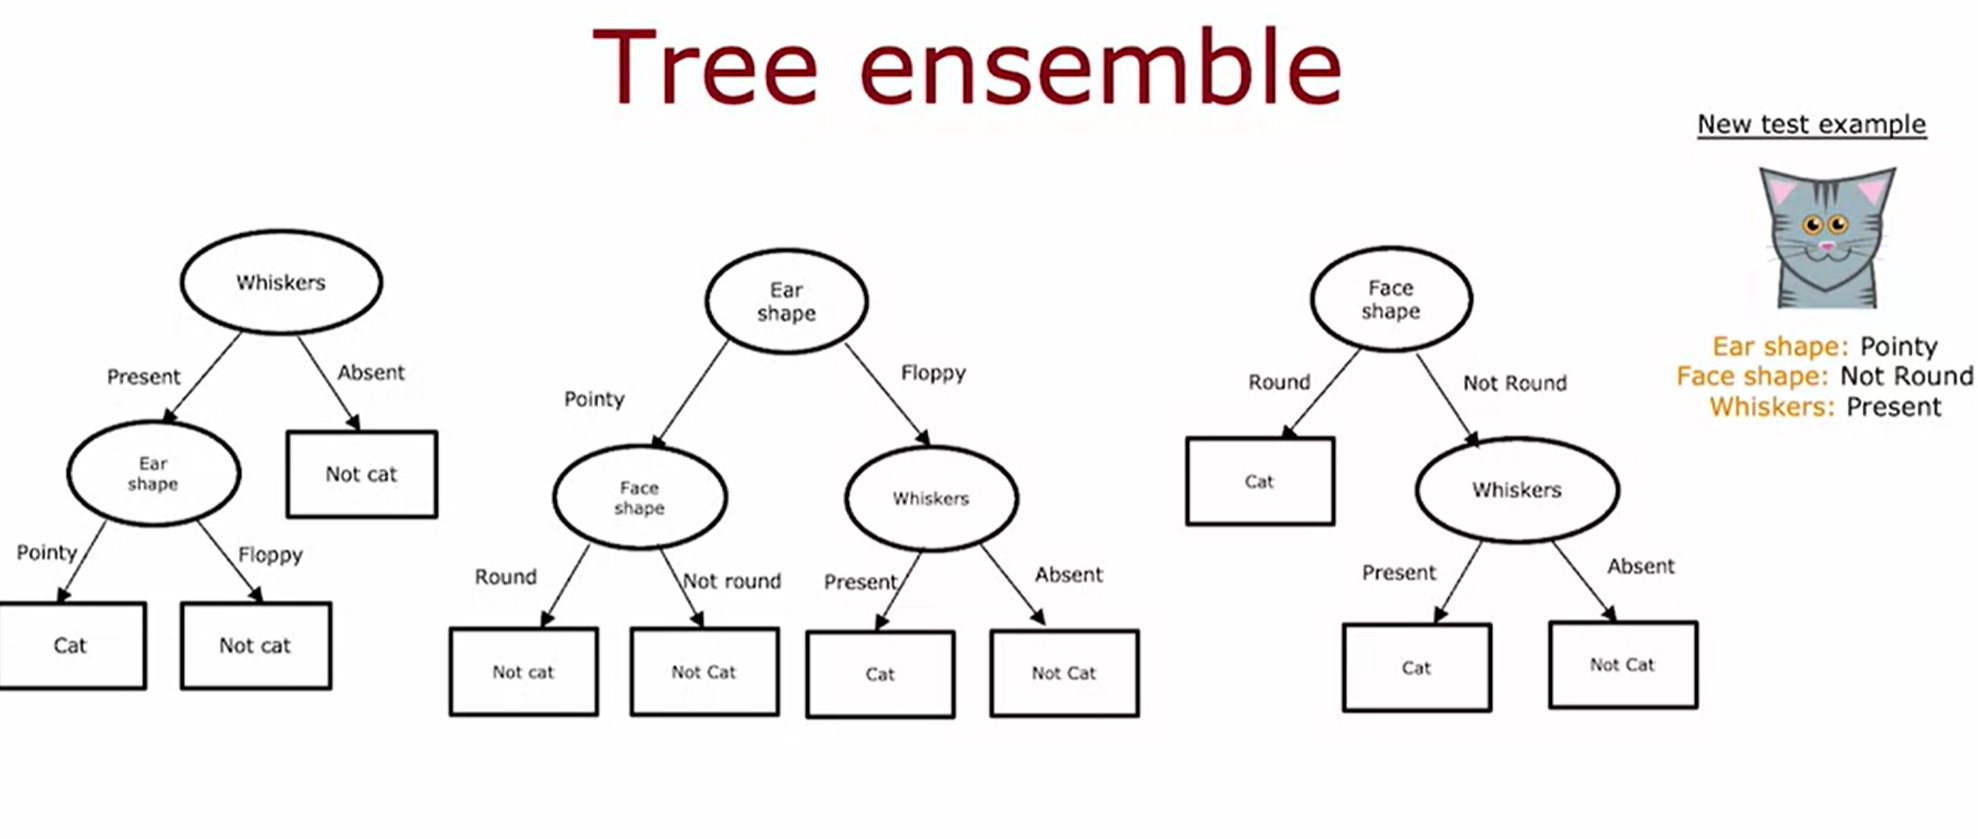 Tree ensemble
New test example
Ear shape: Pointy
Face shape: Not Round
Whiskers: Present
Whiskers
Present
Absent
Ear
shape
Not cat
Pointy
Floppy
Cat
Not cat
Ear
shape
Pointy
Floppy
Face
shape
Whiskers
Round
Not round
Present
Absent
Not cat
Not Cat
Cat
Not Cat
Face
shape
Round
Not Round
Cat
Whiskers
Present
Absent
Cat
Not Cat